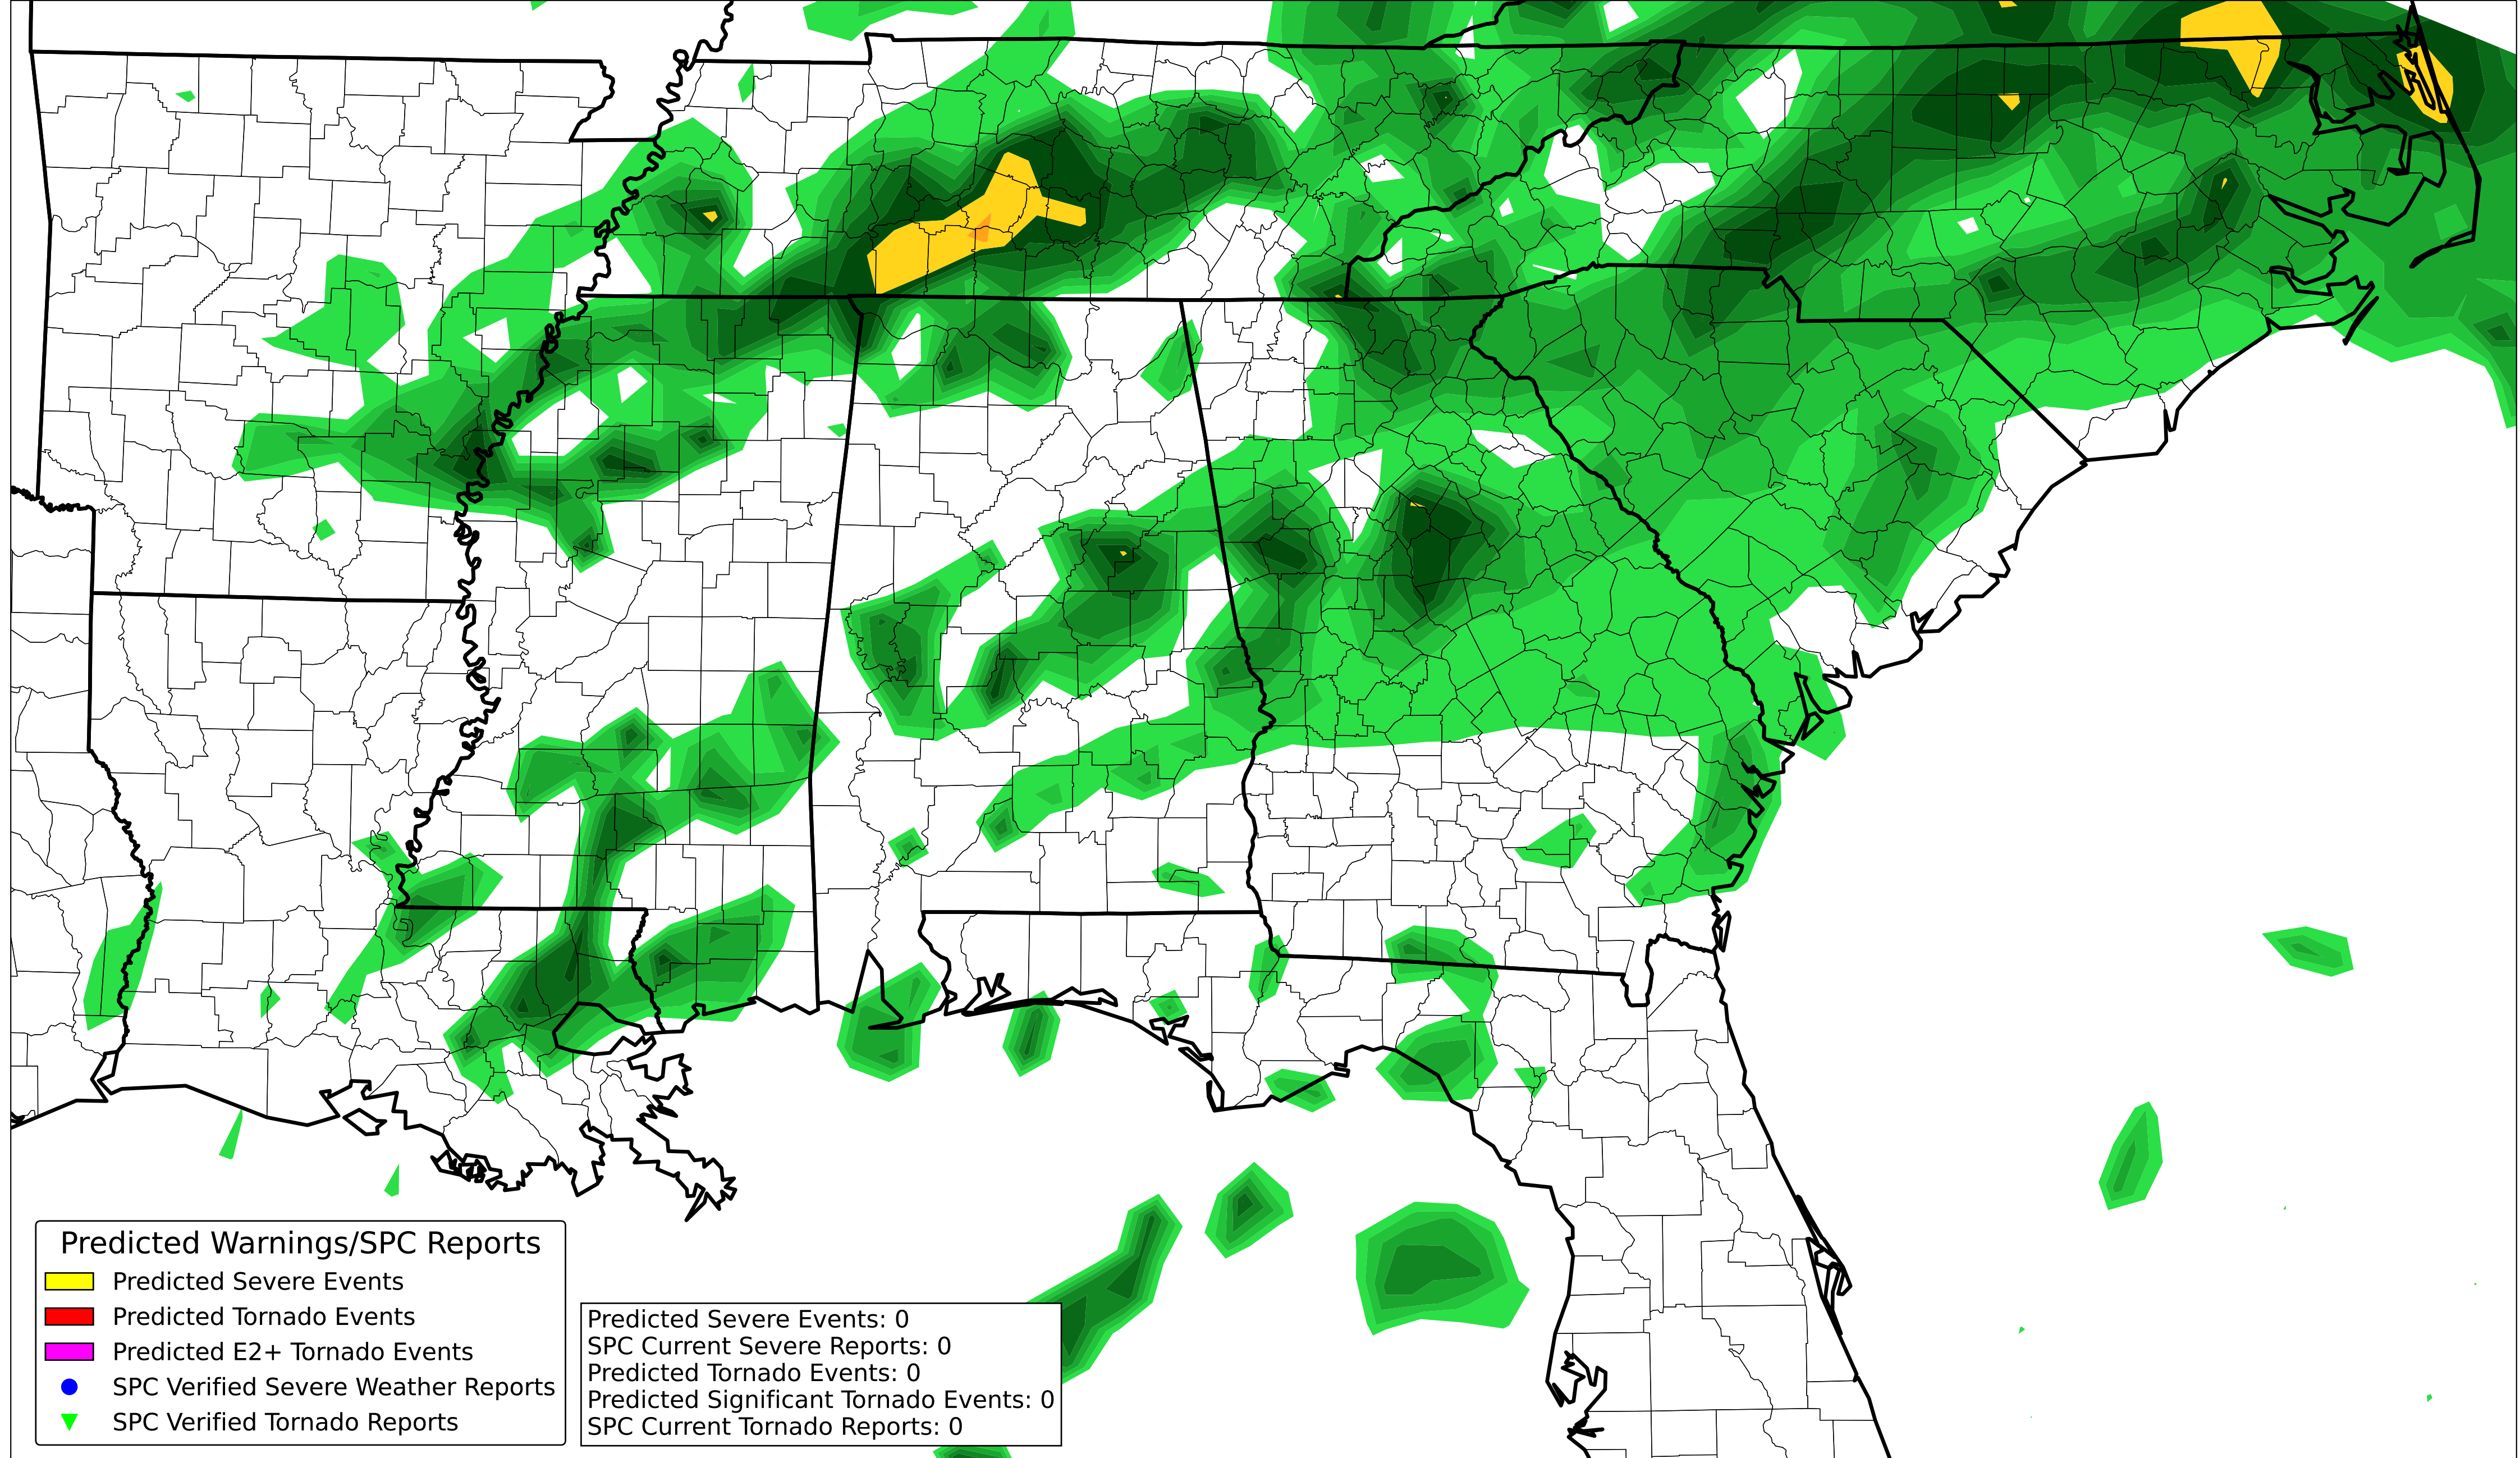 Predicted Warnings/SPC Reports
Predicted Severe Events
Predicted Tornado Events
Predicted E2+ Tornado Events
SPC Verified Severe Weather Reports
SPC Verified Tornado Reports
Predicted Severe Events: 0
SPC Current Severe Reports: 0
Predicted Tornado Events: 0
Predicted Significant Tornado Events: 0
SPC Current Tornado Reports: 0